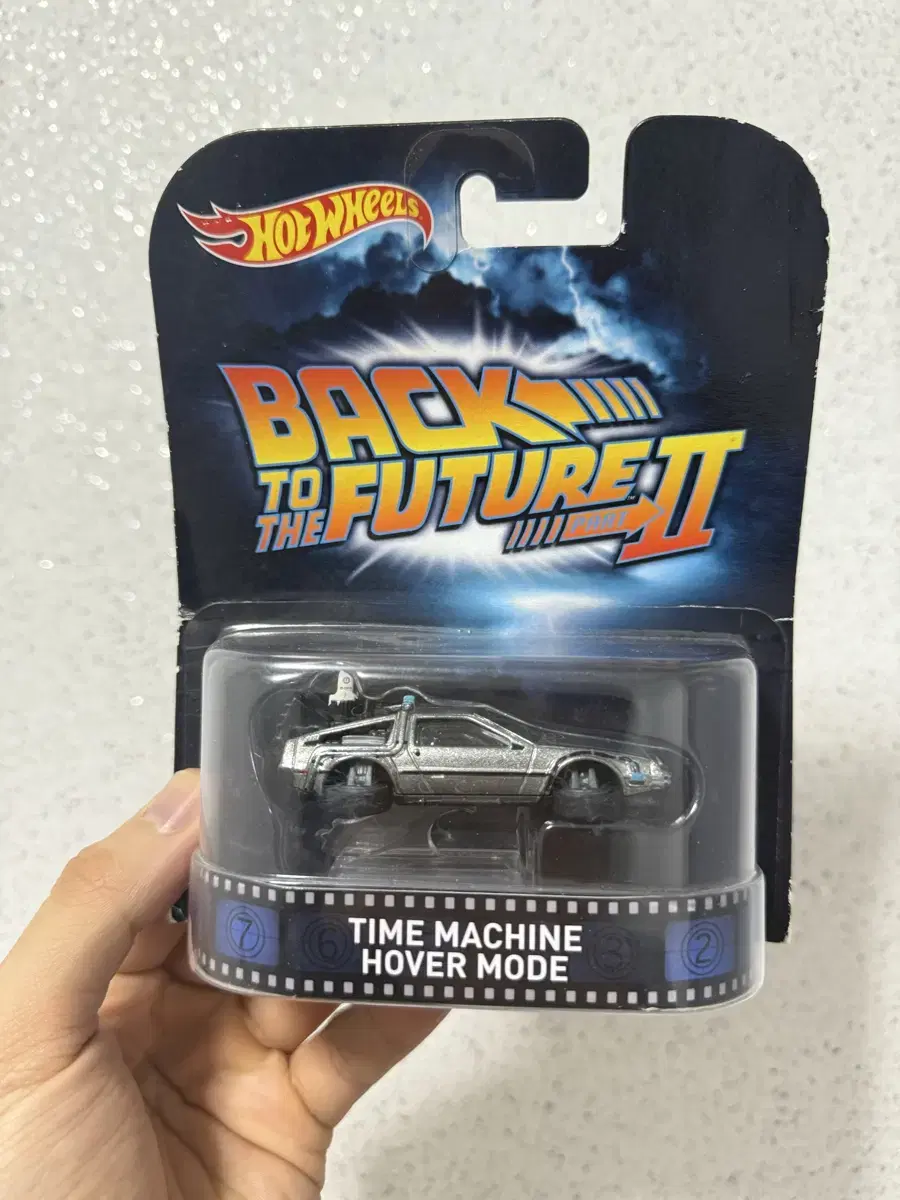 HOT WHEELS
BACK
TO THE FUTURE
PART II
TIME MACHINE
HOVER MODE
7 6 3 2